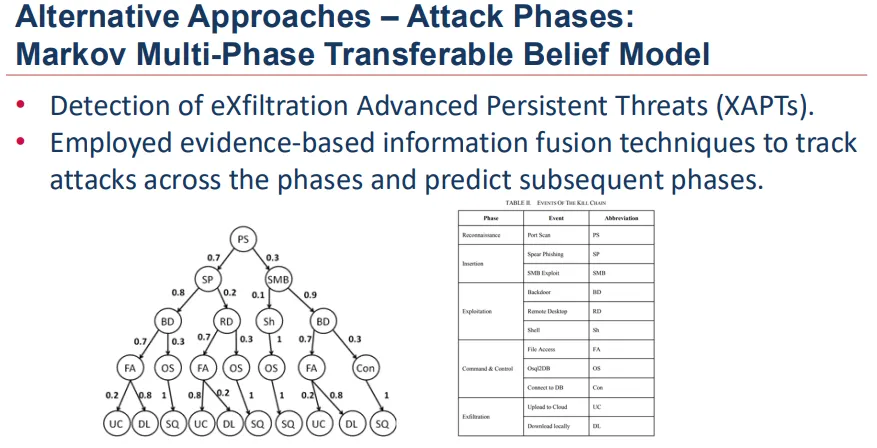 Alternative Approaches – Attack Phases:
Markov Multi-Phase Transferable Belief Model
• Detection of eXfiltration Advanced Persistent Threats (XAPTs).
• Employed evidence-based information fusion techniques to track
attacks across the phases and predict subsequent phases.
PS
0.7 0.3
SP SMB
0.8 0.2 0.1 0.9
BD RD Sh BD
0.7 0.3 0.7 0.3 1 0.7 0.3
FA OS FA OS OS FA Con
0.2 0.8 1 0.8 0.2 1 1 0.2 0.8 1
UC DL SQ UC DL SQ SQ UC DL SQ
TABLE II. EVENTS OF THE KILL CHAIN
Phase Event Abbreviation
Reconnaissance Port Scan PS
Insention Spear Phishing SP
SMB Exploit SMB
Exploitation Backdoor BD
Remote Desktop RD
Shell Sh
Command & Control File Access FA
Osql2DB OS
Connect to DB Con
Exfiltration Upload to Cloud UC
Download locally DL